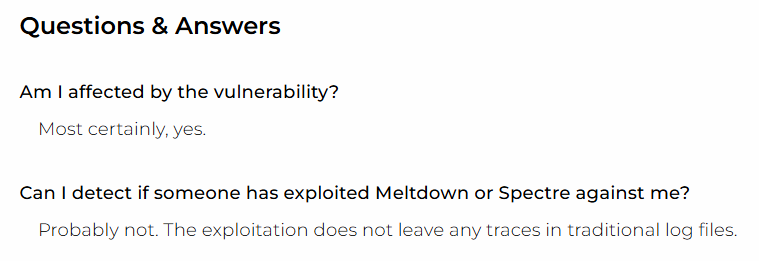 Questions & Answers
Am I affected by the vulnerability?
Most certainly, yes.
Can I detect if someone has exploited Meltdown or Spectre against me?
Probably not. The exploitation does not leave any traces in traditional log files.